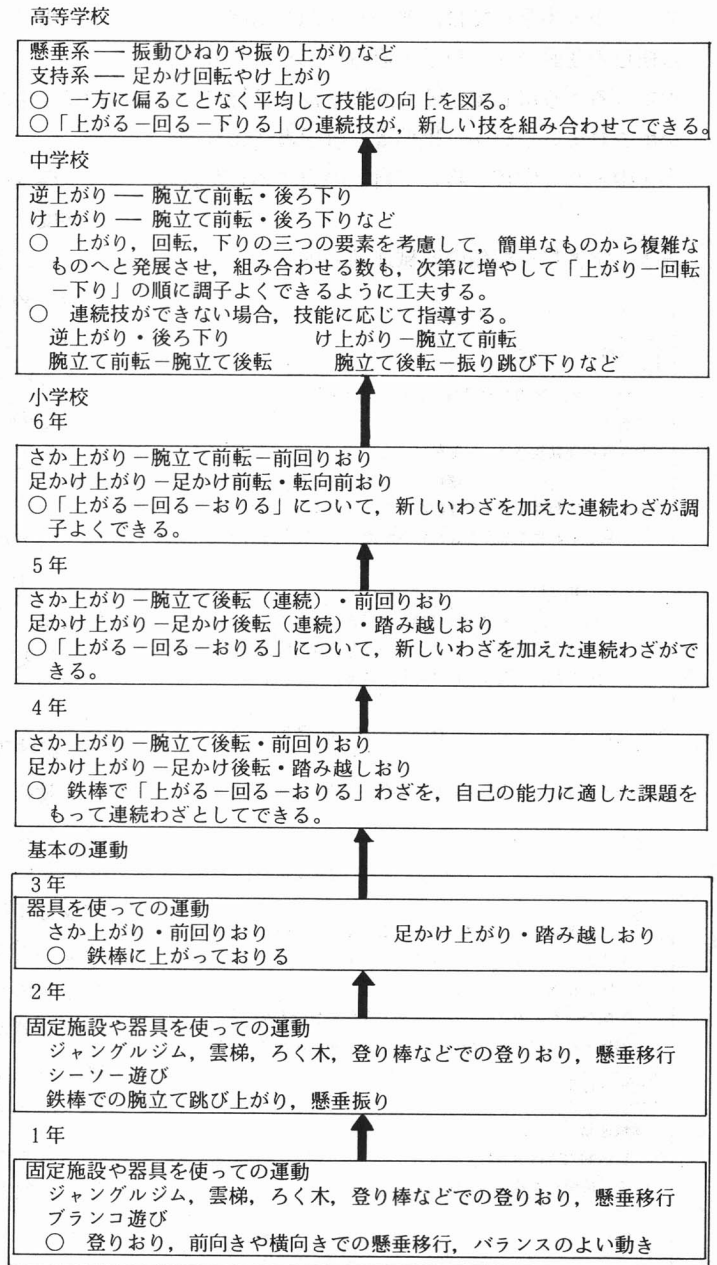 高等学校
懸垂系── 振動ひねりや振り上がりなど
支持系── 足かけ回転やけ上がり
○　一方に偏ることなく平均して技能の向上を図る。
○「上がる－回る－下りる」の連続技が，新しい技を組み合わせてできる。
中学校
逆上がり── 腕立て前転・後ろ下り
け上がり── 腕立て前転・後ろ下りなど
○　上がり，回転，下りの三つの要素を考慮して，簡単なものから複雑な
ものへと発展させ，組み合わせる数も，次第に増やして「上がり－回転
－下り」の順に調子よくできるように工夫する。
○　連続技ができない場合，技能に応じて指導する。
逆上がり・後ろ下り　　　け上がり－腕立て前転
腕立て前転－腕立て後転　　　腕立て後転－振り跳び下りなど
小学校
6年
さか上がり－腕立て前転－前回りおり
足かけ上がり－足かけ前転・転向前おり
○「上がる－回る－おりる」について，新しいわざを加えた連続わざが調
子よくできる。
5年
さか上がり－腕立て後転（連続）・前回りおり
足かけ上がり－足かけ後転（連続）・踏み越しおり
○「上がる－回る－おりる」について，新しいわざを加えた連続わざがで
きる。
4年
さか上がり－腕立て後転・前回りおり
足かけ上がり－足かけ後転・踏み越しおり
○　鉄棒で「上がる－回る－おりる」わざを，自己の能力に適した課題を
もって連続わざとしてできる。
基本の運動
3年
器具を使っての運動
さか上がり・前回りおり　　　足かけ上がり・踏み越しおり
○　鉄棒に上がっておりる
2年
固定施設や器具を使っての運動
ジャングルジム，雲梯，ろく木，登り棒などでの登りおり，懸垂移行
シーソー遊び
鉄棒での腕立て跳び上がり，懸垂振り
1年
固定施設や器具を使っての運動
ジャングルジム，雲梯，ろく木，登り棒などでの登りおり，懸垂移行
ブランコ遊び
○　登りおり，前向きや横向きでの懸垂移行，バランスのよい動き